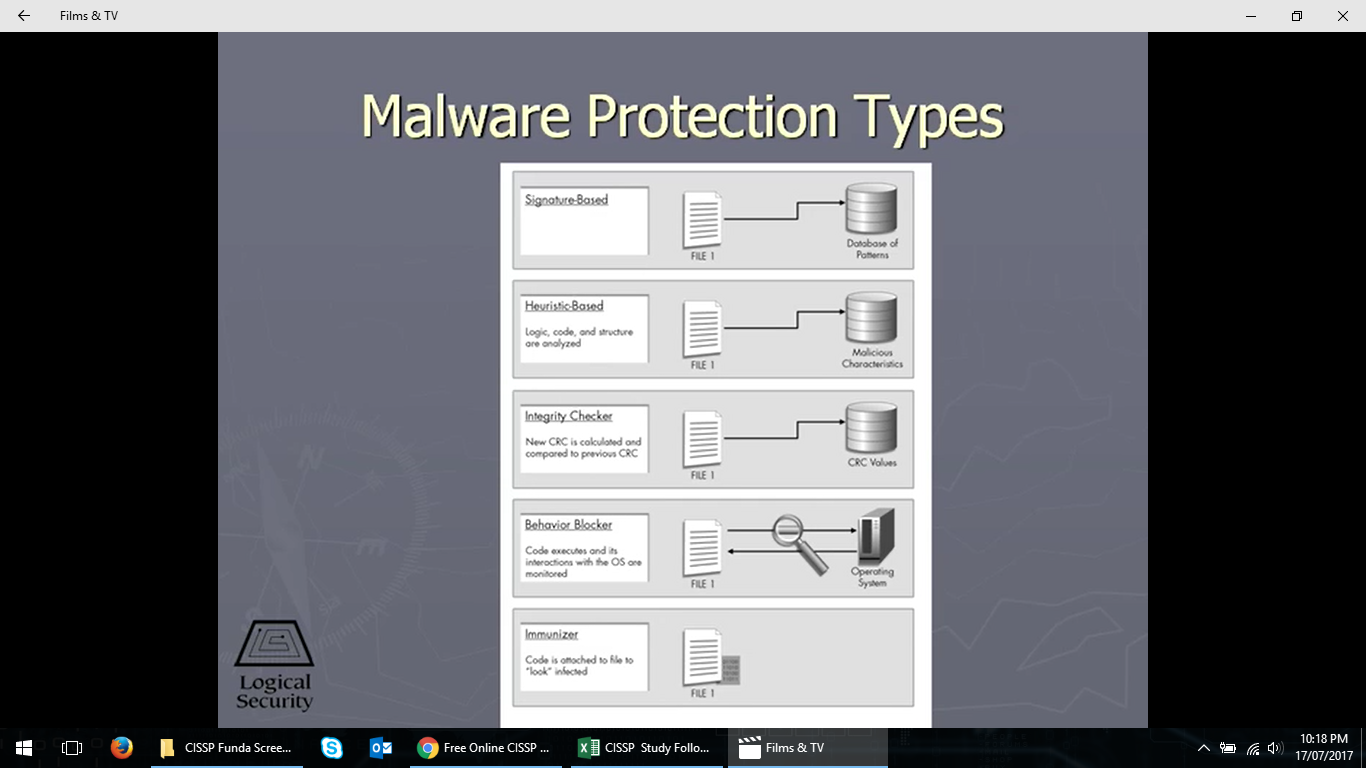 Films & TV
Malware Protection Types
Signature-Based
FILE 1
Database of
Patterns
Heuristic-Based
Logic, code, and structure
are analyzed
FILE 1
Malicious
Characteristics
Integrity Checker
New CRC is calculated and
compared to previous CRC
FILE 1
CRC Values
Behavior Blocker
Code executes and its
interactions with the OS are
monitored
FILE 1
Operating
System
Immunizer
Code is attached to file to
"look" infected
FILE 1
N
m
Logical
Security
CISSP Funda Scree...
Free Online CISSP ...
CISSP Study Follo...
Films & TV
10:18 PM
17/07/2017